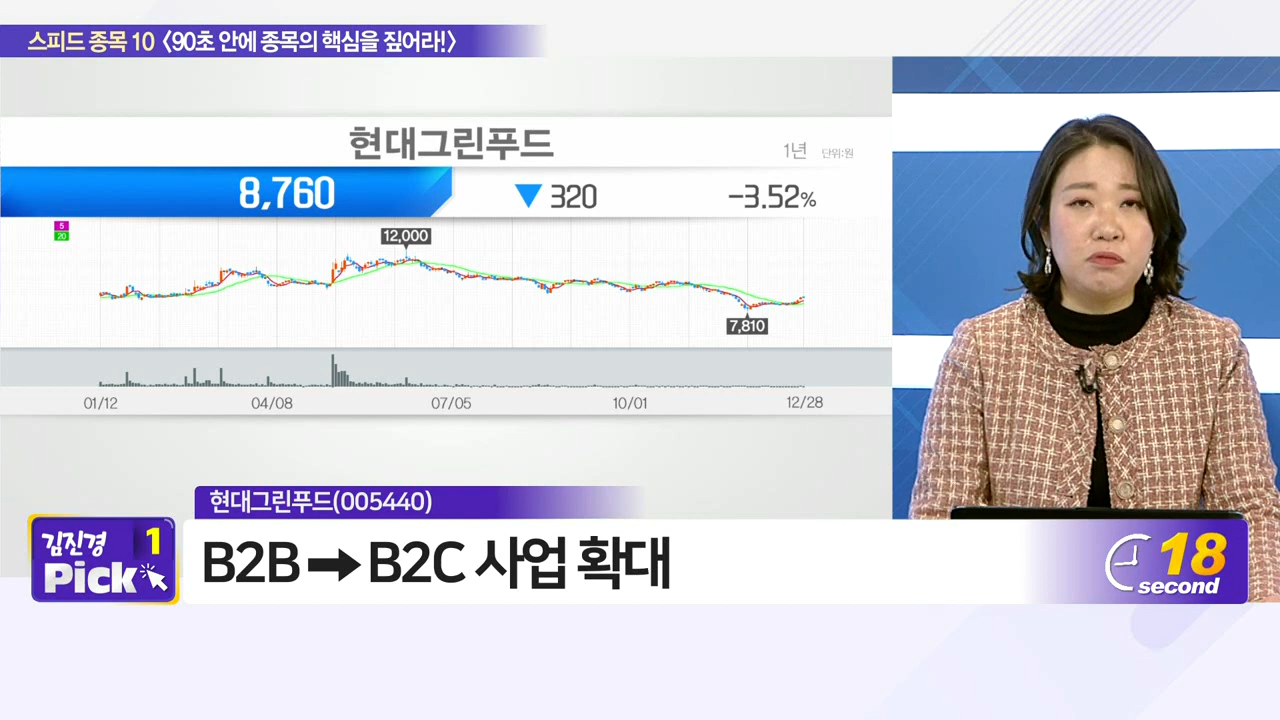 스피드 종목 10 <90초 안에 종목의 핵심을 짚어라!>
현대그린푸드
1년 단위:원
8,760 ▼ 320 -3.52%
5
20
12,000
7,810
01/12 04/08 07/05 10/01 12/28
현대그린푸드(005440)
김진경 1
Pick
B2B➡B2C 사업 확대
18
second